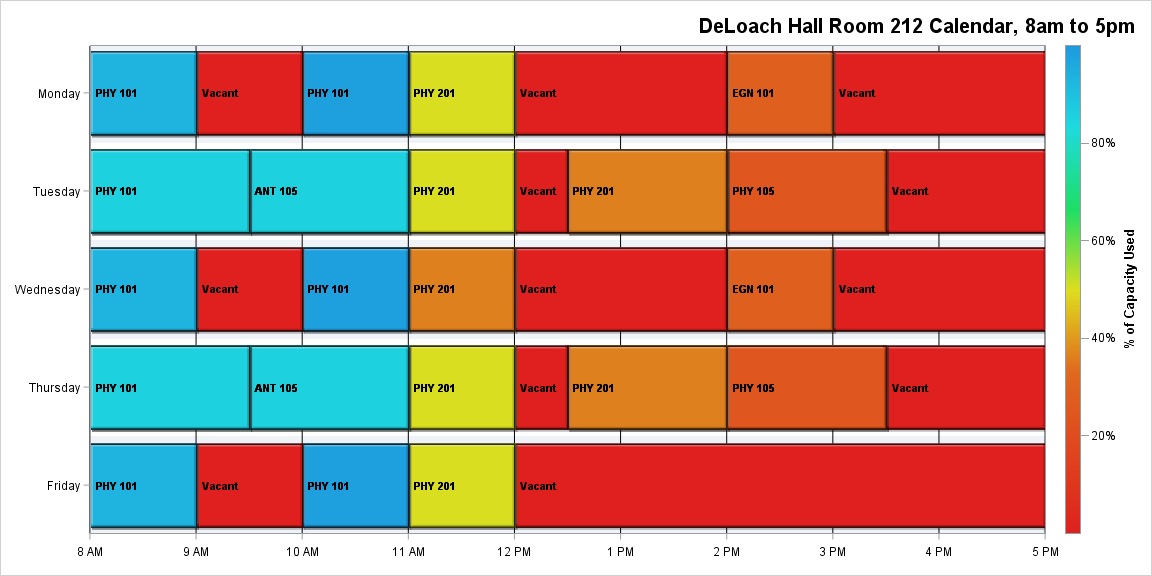 DeLoach Hall Room 212 Calendar, 8am to 5pm
Monday PHY 101 Vacant PHY 101 PHY 201 Vacant EGN 101 Vacant
Tuesday PHY 101 ANT 105 PHY 201 Vacant PHY 201 PHY 105 Vacant
Wednesday PHY 101 Vacant PHY 101 PHY 201 Vacant EGN 101 Vacant
Thursday PHY 101 ANT 105 PHY 201 Vacant PHY 201 PHY 105 Vacant
Friday PHY 101 Vacant PHY 101 PHY 201 Vacant
8 AM 9 AM 10 AM 11 AM 12 PM 1 PM 2 PM 3 PM 4 PM 5 PM
80%
60%
40%
20%
% of Capacity Used